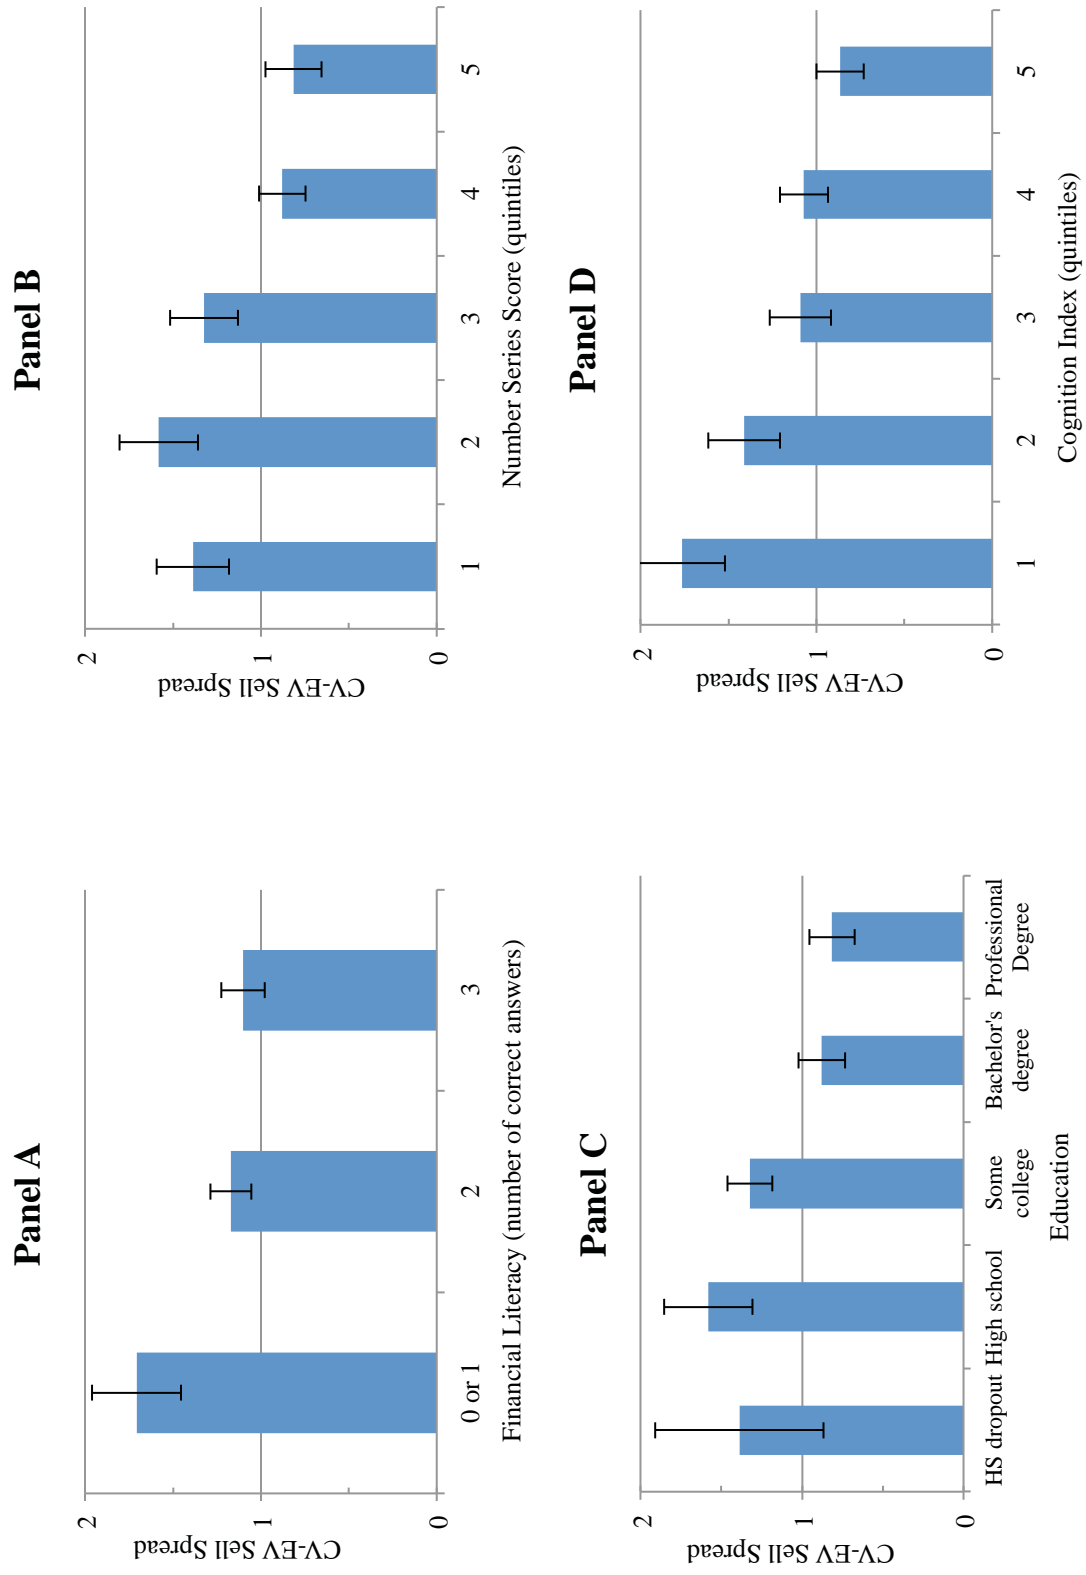 Panel A
2
1
0
CV-EV Sell Spread
0 or 1
2
3
Financial Literacy (number of correct answers)
Panel B
2
1
0
CV-EV Sell Spread
1
2
3
4
5
Number Series Score (quintiles)
Panel C
2
1
0
CV-EV Sell Spread
HS dropout
High school
Some
college
Bachelor's
degree
Professional
Degree
Education
Panel D
2
1
0
CV-EV Sell Spread
1
2
3
4
5
Cognition Index (quintiles)